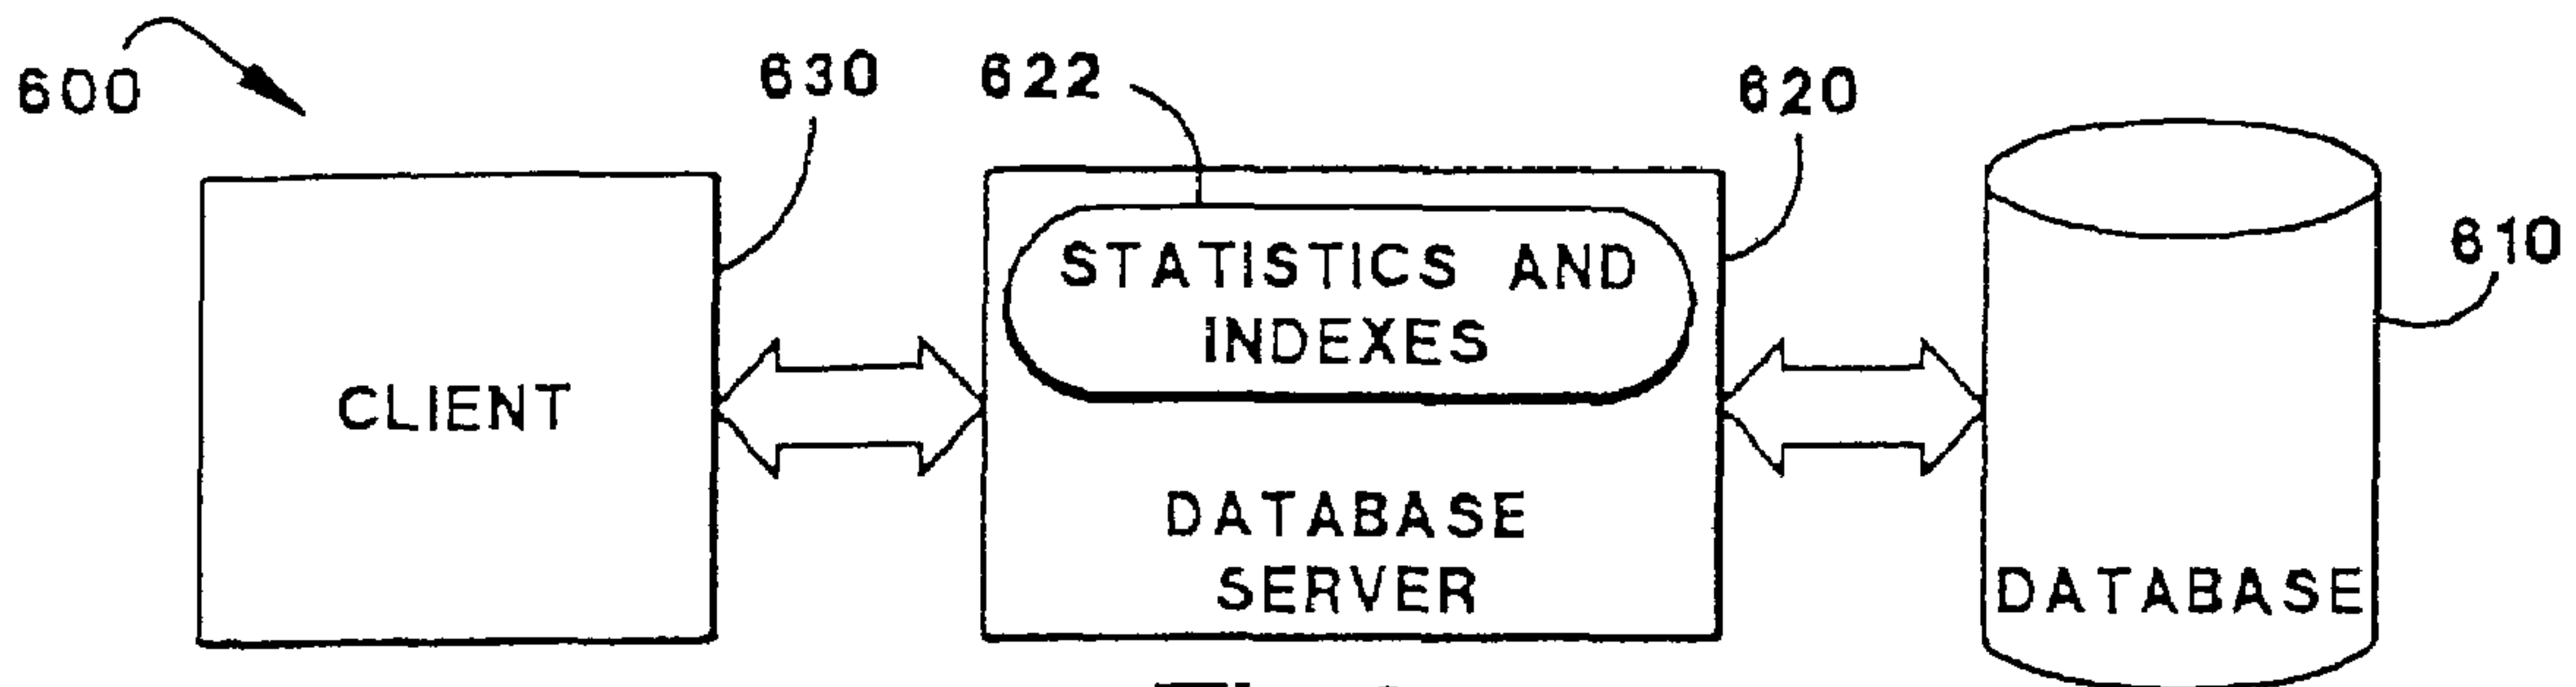 600
630
622
620
610
STATISTICS AND
INDEXES
CLIENT
DATABASE
SERVER
DATABASE